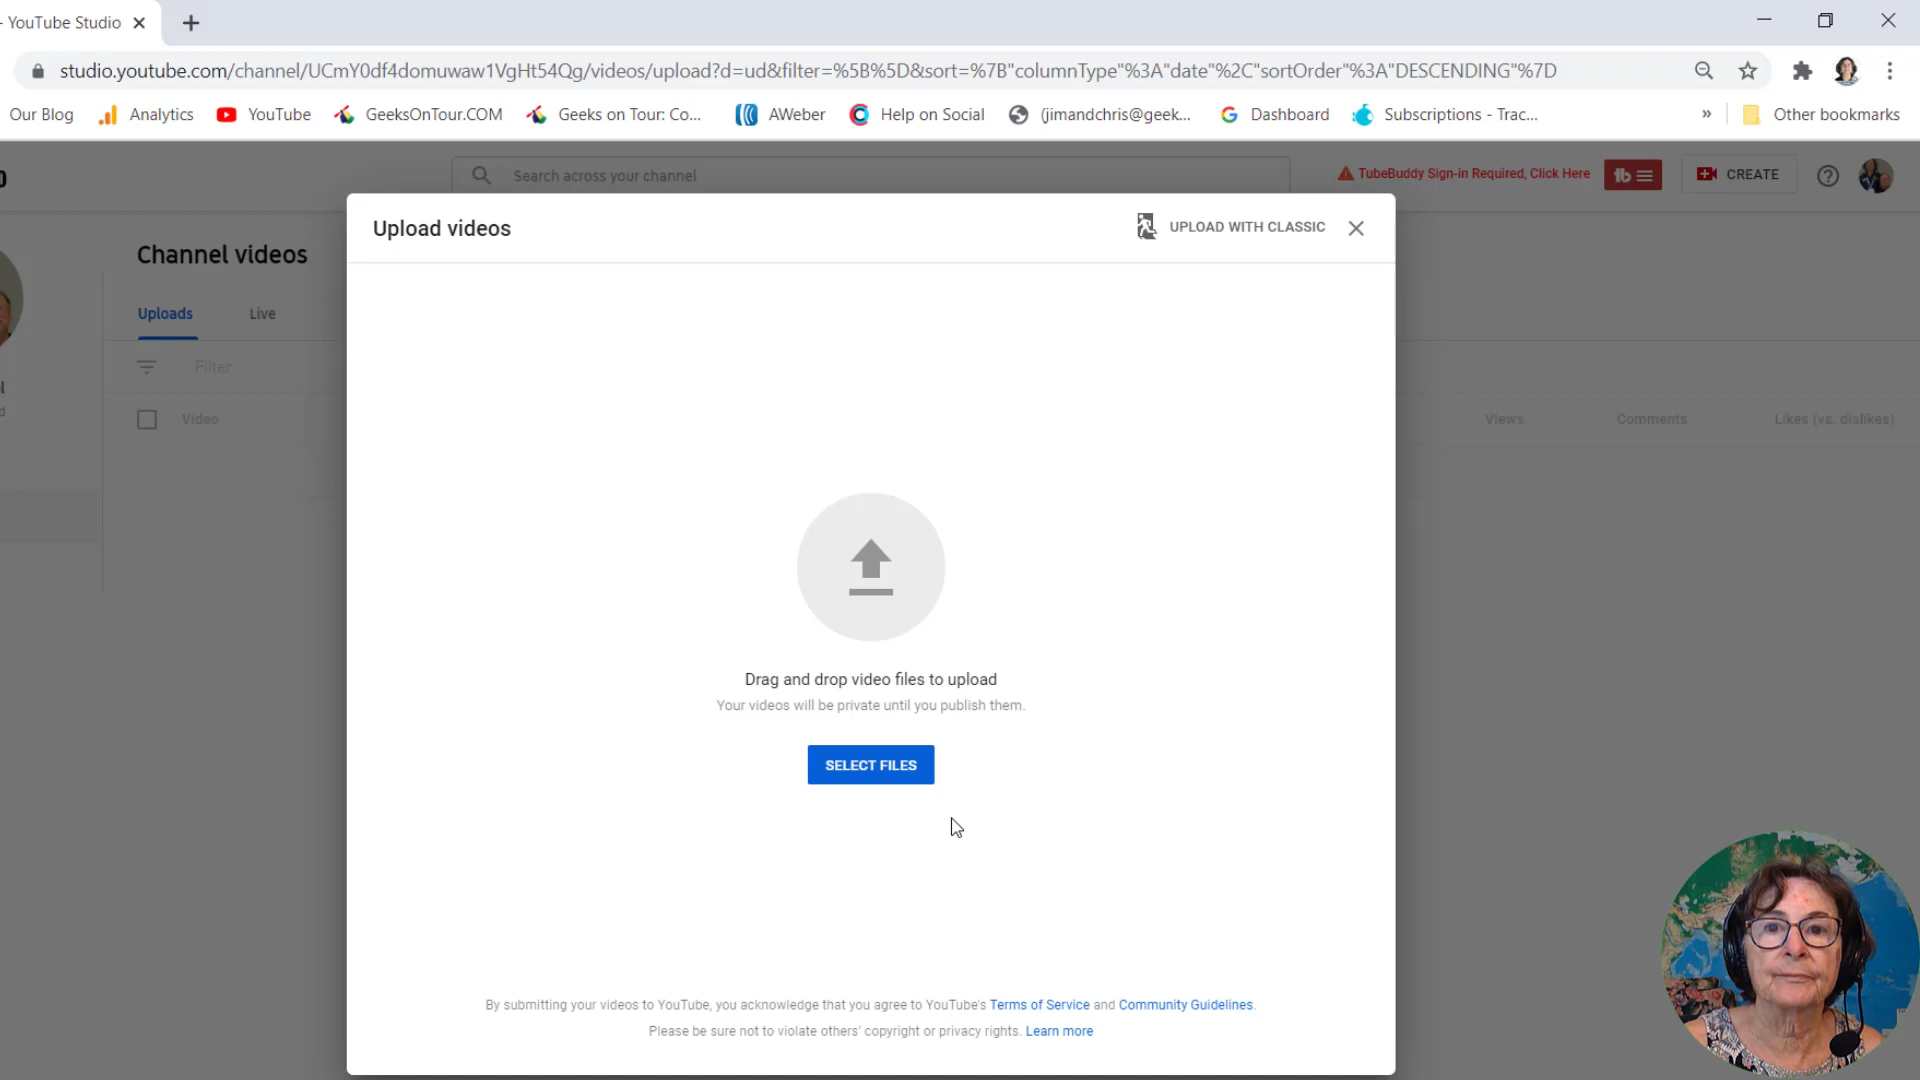 - YouTube Studio
studio.youtube.com/channel/UCmY0df4domuwaw1VgHt54Qg/videos/upload?d=ud&filter=%5B%5D&sort=%7B"columnType"%3A"date"%2C"sortOrder"%3A"DESCENDING"%7D
Our Blog Analytics YouTube GeeksOnTour.COM Geeks on Tour: Co... AWeber Help on Social (jimandchris@geek... Dashboard Subscriptions - Trac... » Other bookmarks
Search across your channel
TubeBuddy Sign-in Required, Click Here
CREATE
Upload videos
UPLOAD WITH CLASSIC
Channel videos
Uploads Live
Filter
Video Views Comments Likes (vs. dislikes)
Drag and drop video files to upload
Your videos will be private until you publish them.
SELECT FILES
By submitting your videos to YouTube, you acknowledge that you agree to YouTube's Terms of Service and Community Guidelines.
Please be sure not to violate others' copyright or privacy rights. Learn more